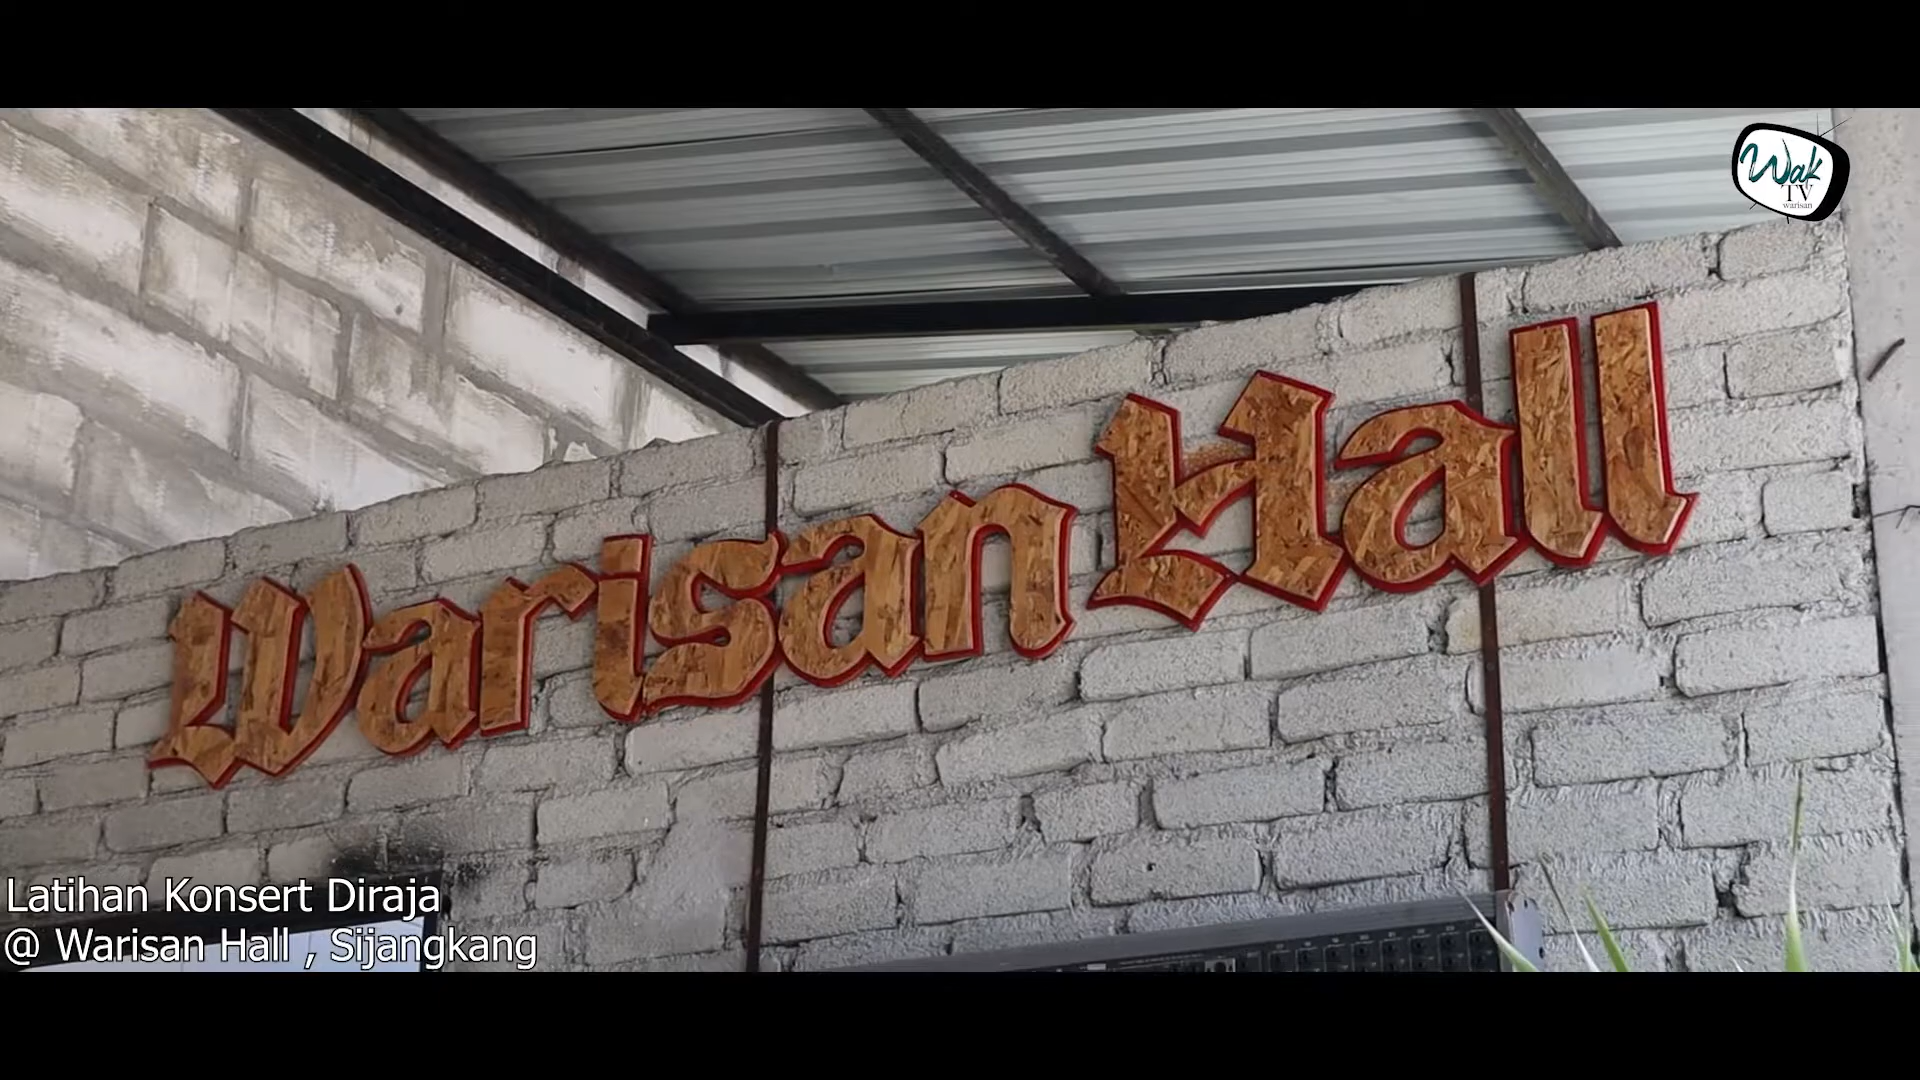 Wak
TV
warisan
Warisan Hall
Latihan Konsert Diraja
@ Warisan Hall , Sijangkang